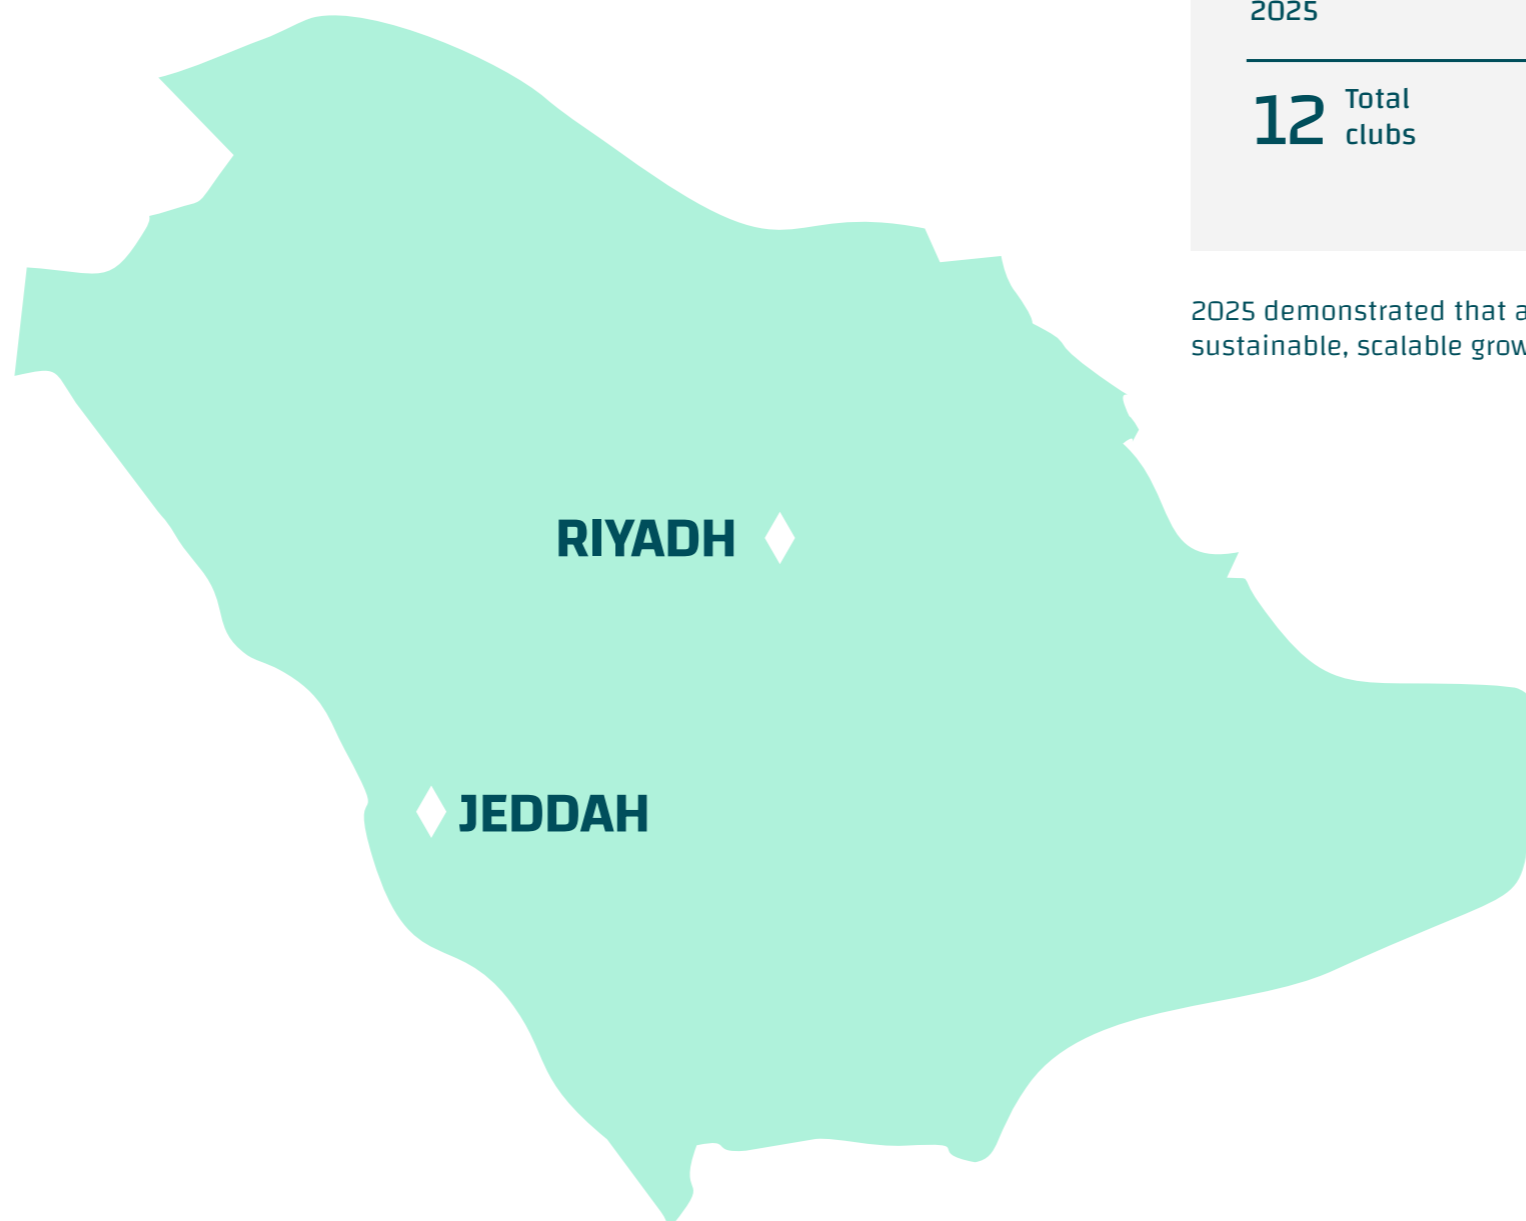 2025
12 Total
clubs
2025 demonstrated that a
sustainable, scalable grow
RIYADH
JEDDAH